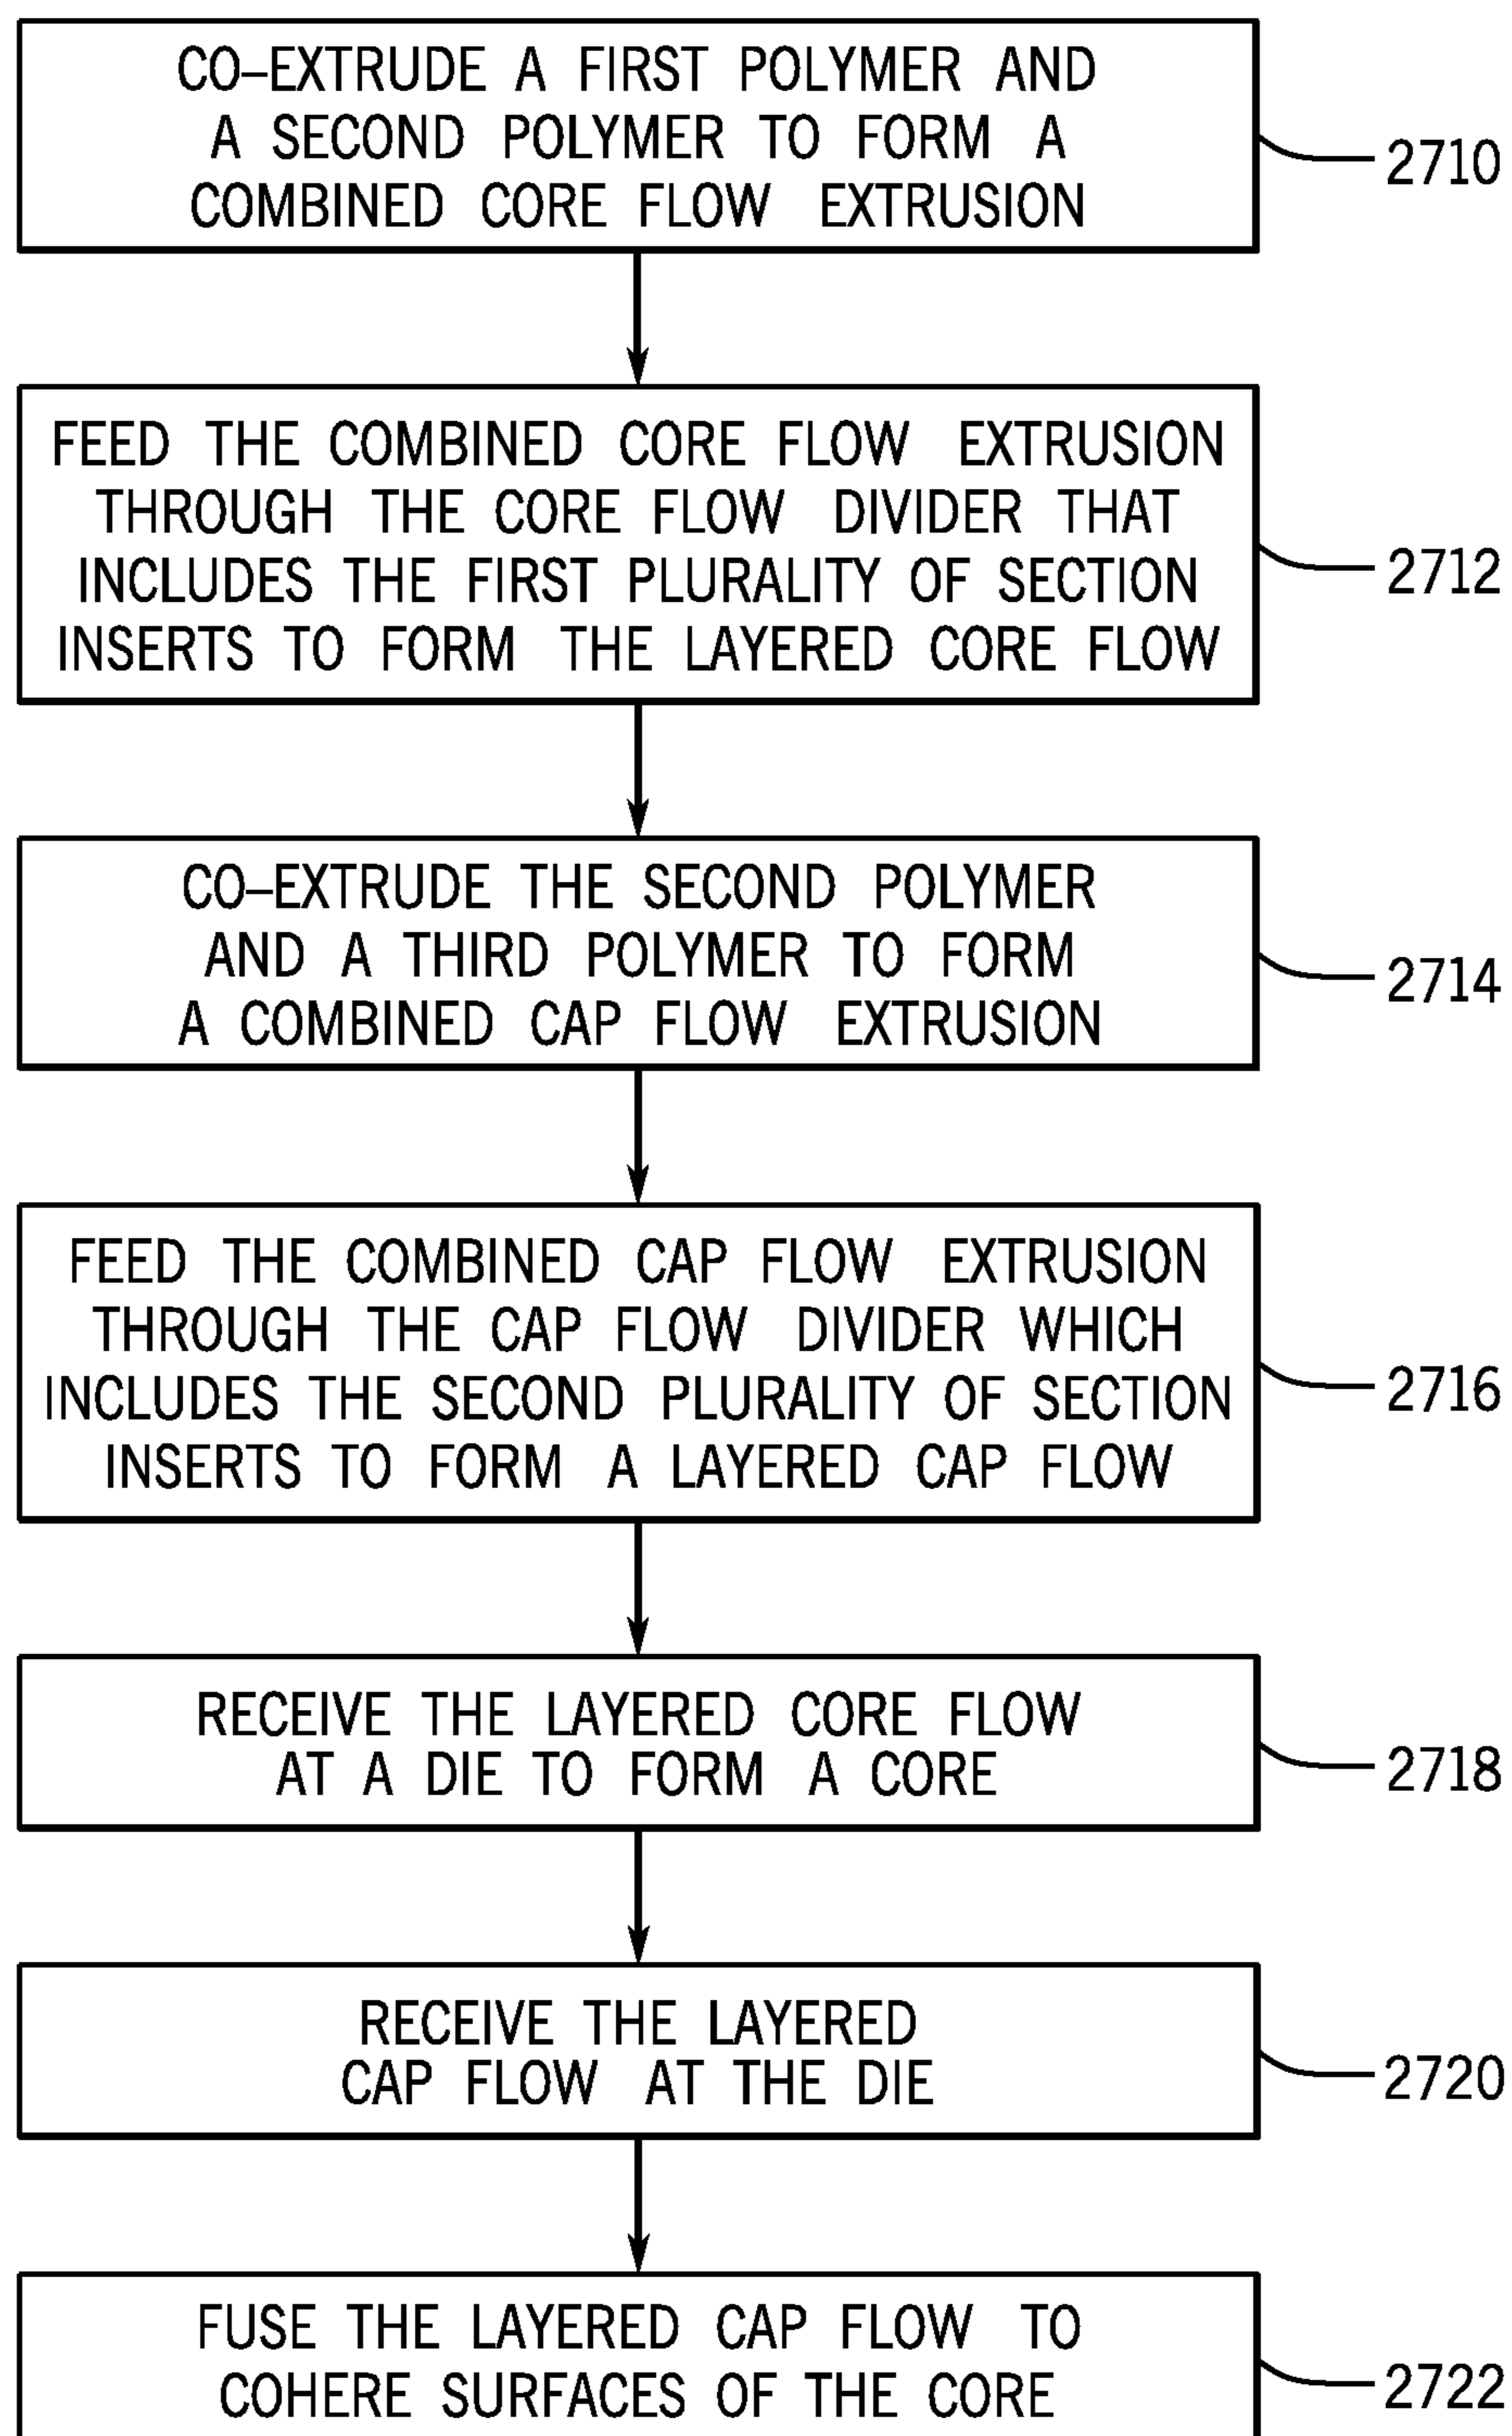 CO–EXTRUDE A FIRST POLYMER AND
A SECOND POLYMER TO FORM A
COMBINED CORE FLOW EXTRUSION
2710
FEED THE COMBINED CORE FLOW EXTRUSION
THROUGH THE CORE FLOW DIVIDER THAT
INCLUDES THE FIRST PLURALITY OF SECTION
INSERTS TO FORM THE LAYERED CORE FLOW
2712
CO–EXTRUDE THE SECOND POLYMER
AND A THIRD POLYMER TO FORM
A COMBINED CAP FLOW EXTRUSION
2714
FEED THE COMBINED CAP FLOW EXTRUSION
THROUGH THE CAP FLOW DIVIDER WHICH
INCLUDES THE SECOND PLURALITY OF SECTION
INSERTS TO FORM A LAYERED CAP FLOW
2716
RECEIVE THE LAYERED CORE FLOW
AT A DIE TO FORM A CORE
2718
RECEIVE THE LAYERED
CAP FLOW AT THE DIE
2720
FUSE THE LAYERED CAP FLOW TO
COHERE SURFACES OF THE CORE
2722